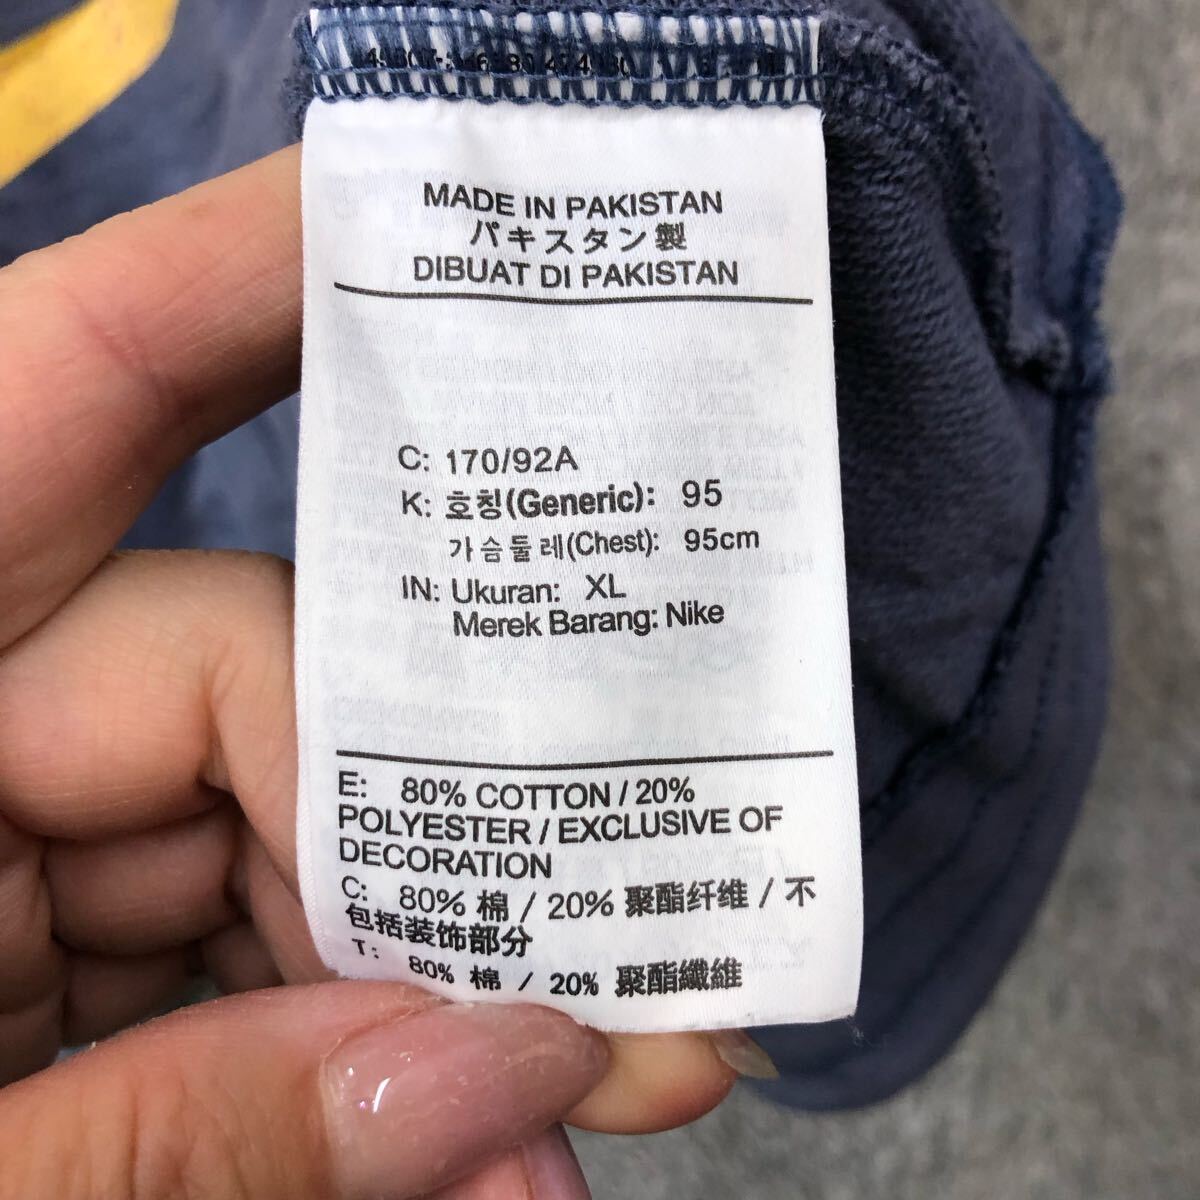 MADE IN PAKISTAN
パキスタン製
DIBUAT DI PAKISTAN
C: 170/92A
K: 호칭(Generic): 95
가슴둘레(Chest): 95cm
IN: Ukuran: XL
Merek Barang: Nike
E: 80% COTTON / 20%
POLYESTER / EXCLUSIVE OF
DECORATION
C: 80% 棉 / 20% 聚酯纤维 / 不
包括装饰部分
T: 80% 棉 / 20% 聚酯纖維